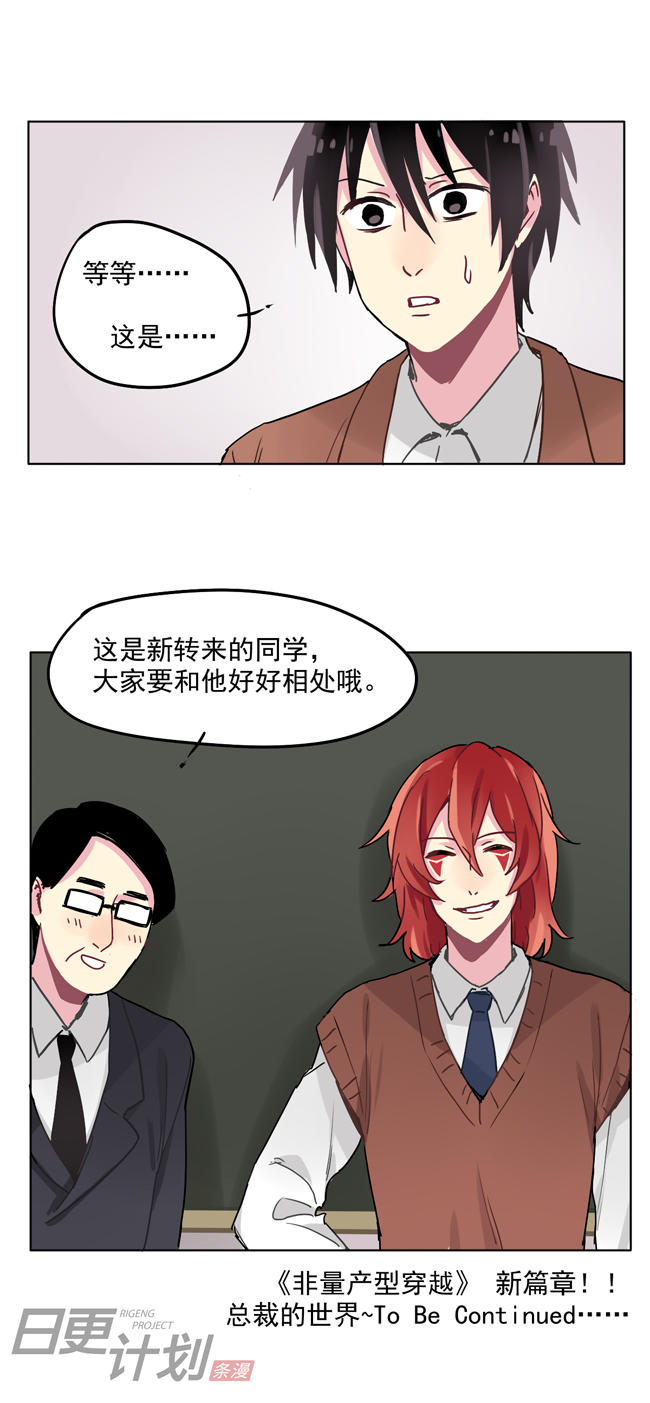 等等……
这是……
这是新转来的同学，
大家要和他好好相处哦。
《非量产型穿越》 新篇章！！
总裁的世界~To Be Continued……
日更
RIGENG
PROJECT
计划
条漫